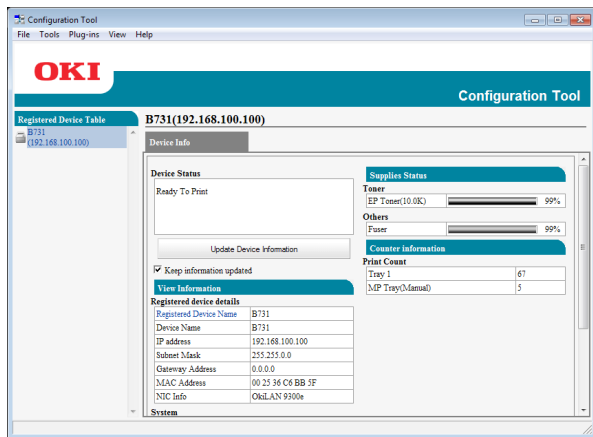 Configuration Tool
File Tools Plug-ins View Help
OKI
Configuration Tool
Registered Device Table
B731
(192.168.100.100)
B731(192.168.100.100)
Device Info
Device Status
Ready To Print
Update Device Information
Keep information updated
View Information
Registered device details
Registered Device Name B731
Device Name B731
IP address 192.168.100.100
Subnet Mask 255.255.0.0
Gateway Address 0.0.0.0
MAC Address 00 25 36 C6 BB 5F
NIC Info OkiLAN 9300e
System
Supplies Status
Toner
EP Toner(10.0K) 99%
Others
Fuser 99%
Counter information
Print Count
Tray 1 67
MP Tray(Manual) 5